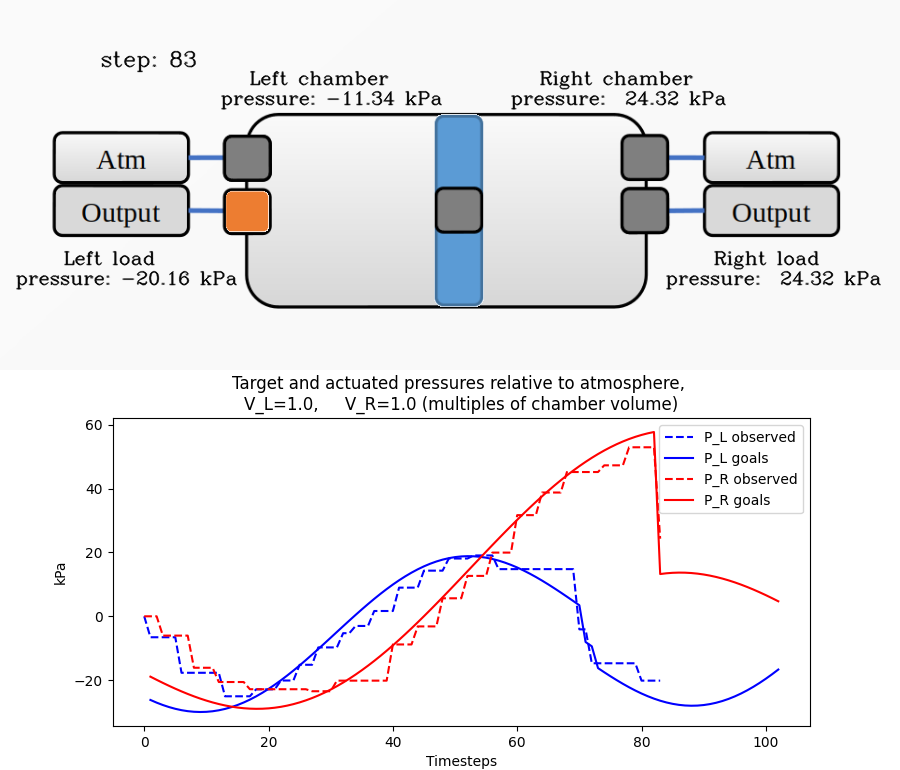 step: 83
Left chamber
pressure: −11.34 kPa
Right chamber
pressure: 24.32 kPa
Atm
Output
Atm
Output
Left load
pressure: −20.16 kPa
Right load
pressure: 24.32 kPa
Target and actuated pressures relative to atmosphere,
V_L=1.0, V_R=1.0 (multiples of chamber volume)
P_L observed
P_L goals
P_R observed
P_R goals
60
40
20
0
−20
kPa
0 20 40 60 80 100
Timesteps